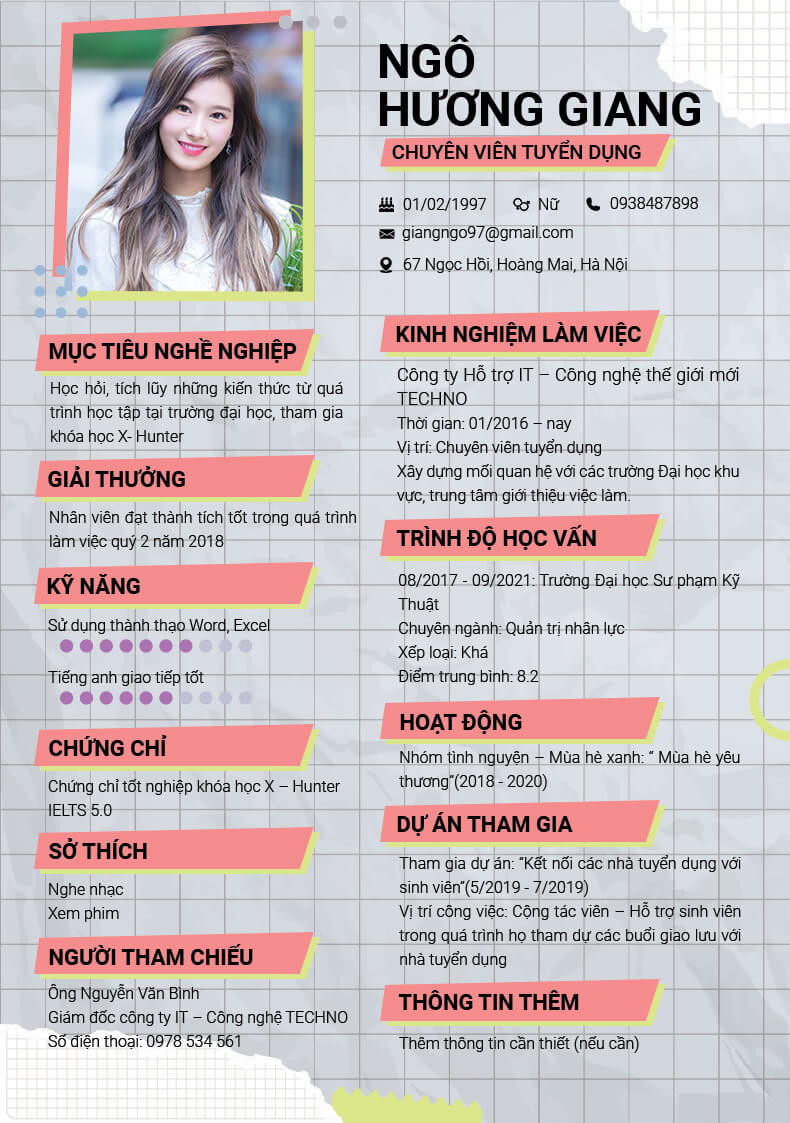 NGÔ
HƯƠNG GIANG
CHUYÊN VIÊN TUYỂN DỤNG
01/02/1997 Nữ 0938487898
giangngo97@gmail.com
67 Ngọc Hồi, Hoàng Mai, Hà Nội
MỤC TIÊU NGHỀ NGHIỆP
Học hỏi, tích lũy những kiến thức từ quá
trình học tập tại trường đại học, tham gia
khóa học X- Hunter
GIẢI THƯỞNG
Nhân viên đạt thành tích tốt trong quá trình
làm việc quý 2 năm 2018
KỸ NĂNG
Sử dụng thành thạo Word, Excel
Tiếng anh giao tiếp tốt
CHỨNG CHỈ
Chứng chỉ tốt nghiệp khóa học X – Hunter
IELTS 5.0
SỞ THÍCH
Nghe nhạc
Xem phim
NGƯỜI THAM CHIẾU
Ông Nguyễn Văn Bình
Giám đốc công ty IT – Công nghệ TECHNO
Số điện thoại: 0978 534 561
KINH NGHIỆM LÀM VIỆC
Công ty Hỗ trợ IT – Công nghệ thế giới mới
TECHNO
Thời gian: 01/2016 – nay
Vị trí: Chuyên viên tuyển dụng
Xây dựng mối quan hệ với các trường Đại học khu
vực, trung tâm giới thiệu việc làm.
TRÌNH ĐỘ HỌC VẤN
08/2017 - 09/2021: Trường Đại học Sư phạm Kỹ
Thuật
Chuyên ngành: Quản trị nhân lực
Xếp loại: Khá
Điểm trung bình: 8.2
HOẠT ĐỘNG
Nhóm tình nguyện – Mùa hè xanh: “ Mùa hè yêu
thương”(2018 - 2020)
DỰ ÁN THAM GIA
Tham gia dự án: “Kết nối các nhà tuyển dụng với
sinh viên”(5/2019 - 7/2019)
Vị trí công việc: Cộng tác viên – Hỗ trợ sinh viên
trong quá trình họ tham dự các buổi giao lưu với
nhà tuyển dụng
THÔNG TIN THÊM
Thêm thông tin cần thiết (nếu cần)